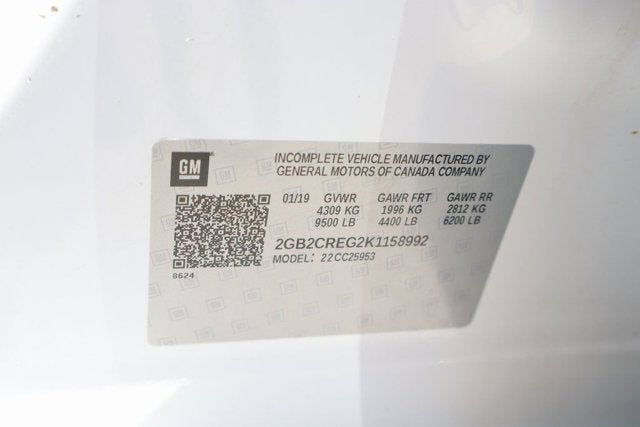 GM
INCOMPLETE VEHICLE MANUFACTURED BY
GENERAL MOTORS OF CANADA COMPANY
01/19 GVWR GAWR FRT GAWR RR
4309 KG 1996 KG 2812 KG
9500 LB 4400 LB 6200 LB
2GB2CREG2K1158992
MODEL: 22CC25953
8624